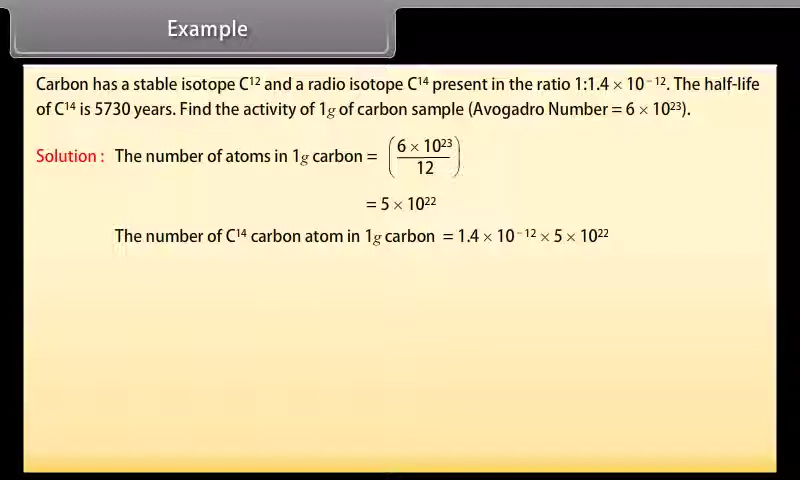 Example
Carbon has a stable isotope C¹² and a radio isotope C¹⁴ present in the ratio 1:1.4 × 10⁻¹². The half-life
of C¹⁴ is 5730 years. Find the activity of 1g of carbon sample (Avogadro Number = 6 × 10²³).
Solution : The number of atoms in 1g carbon = (6 × 10²³ / 12)
= 5 × 10²²
The number of C¹⁴ carbon atom in 1g carbon = 1.4 × 10⁻¹² × 5 × 10²²